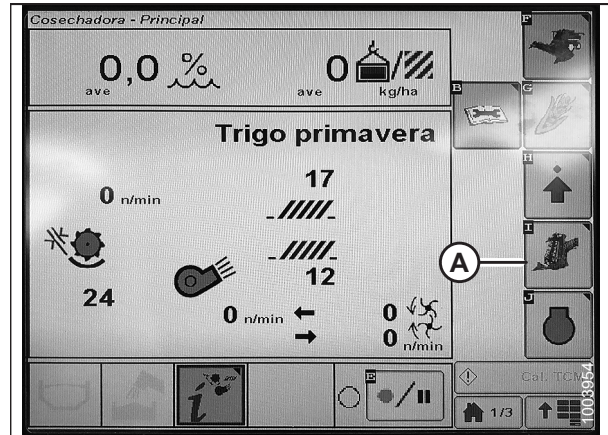 Cosechadora - Principal
F
0,0 %
ave
0 /
ave kg/ha
B
G
Trigo primavera
H
17
0 n/min
I
A
12
24
J
0 n/min
0
0
n/min
i
E
/
Cal. TCM
1/3
1003954